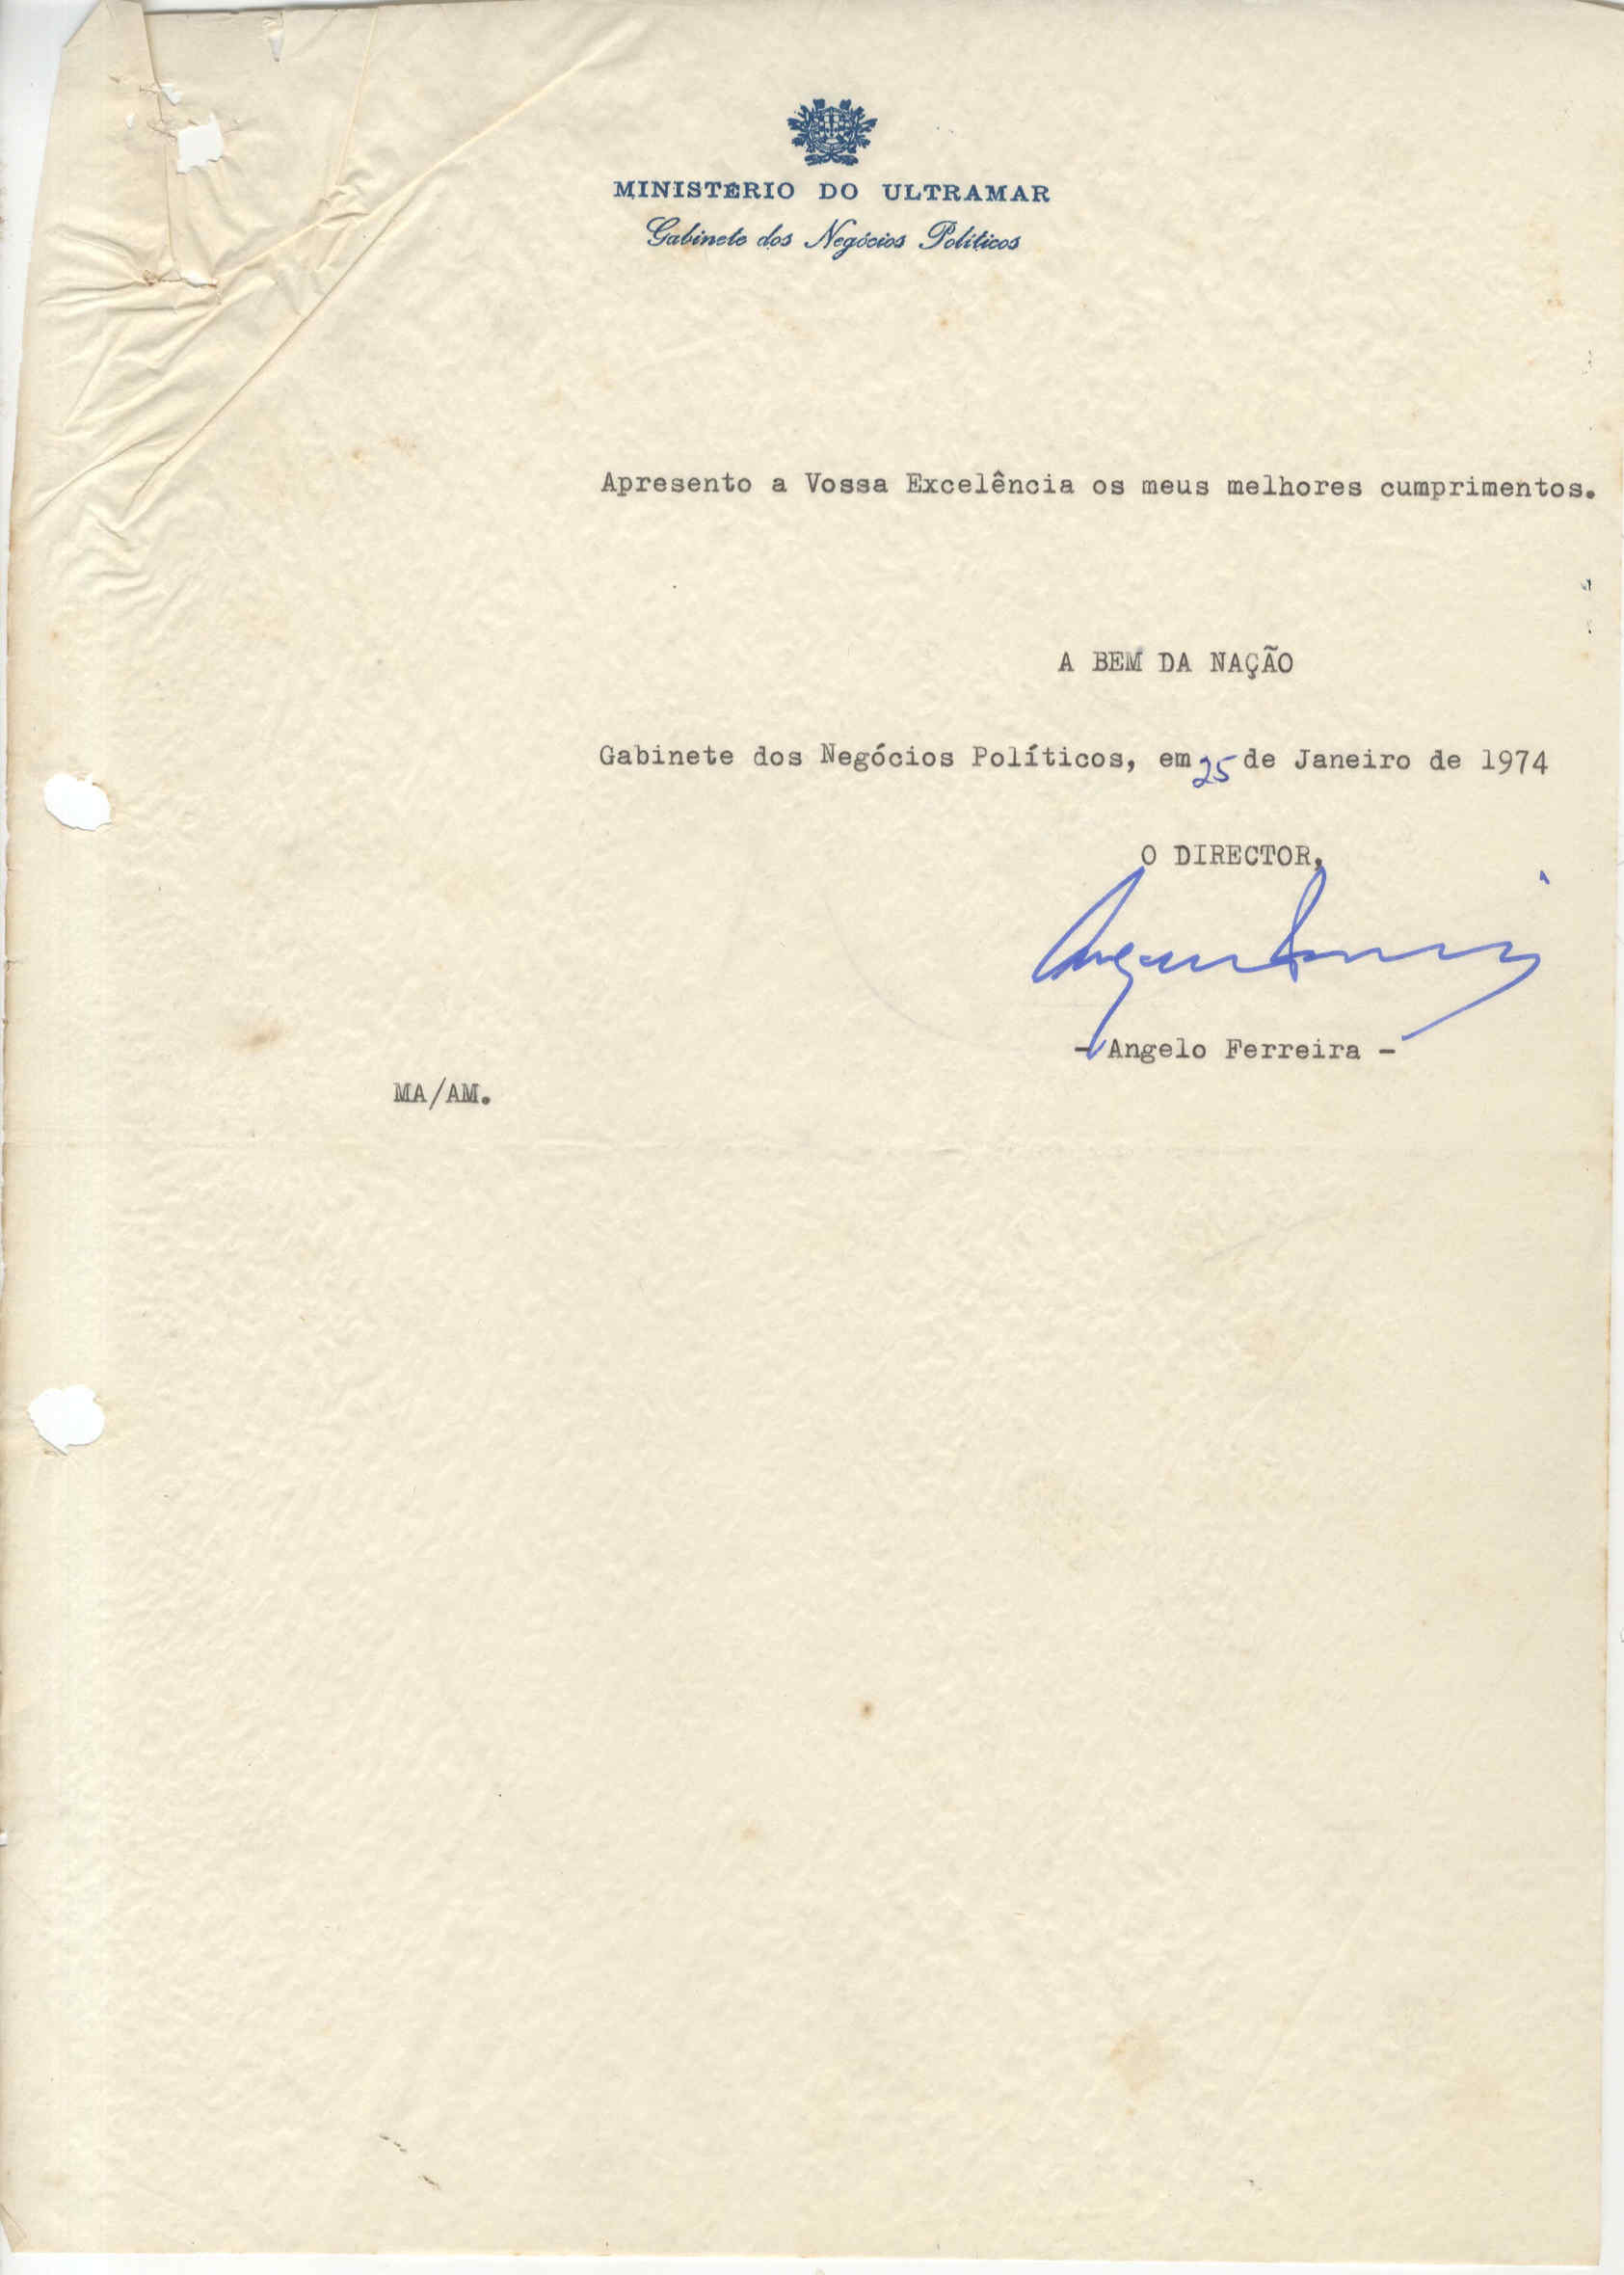 MINISTÉRIO DO ULTRAMAR
Gabinete dos Negócios Políticos
Apresento a Vossa Excelência os meus melhores cumprimentos.
A BEM DA NAÇÃO
Gabinete dos Negócios Políticos, em 25 de Janeiro de 1974
O DIRECTOR,
- Angelo Ferreira -
MA/AM.